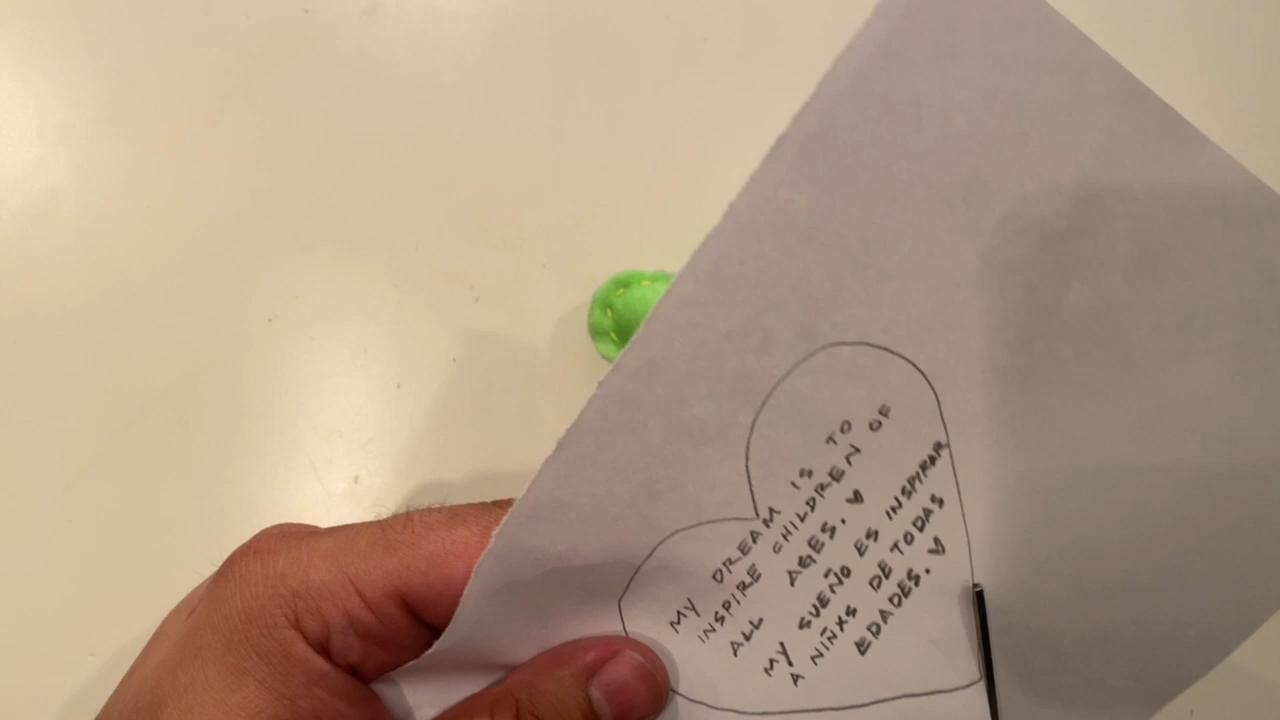 MY DREAM IS TO
INSPIRE CHILDREN OF
ALL AGES. ♥
MY SUEÑO ES INSPIRAR
A NIÑXS DE TODAS
EDADES. ♥